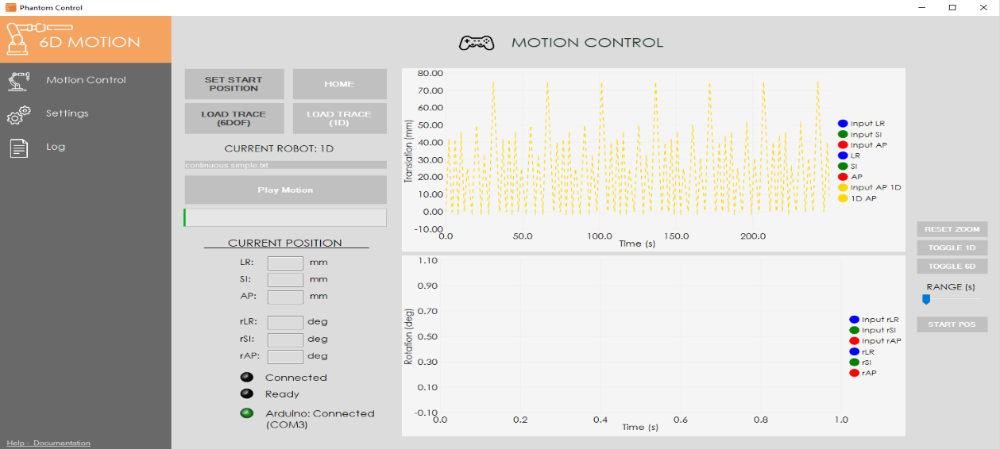 Phantom Control
6D MOTION
Motion Control
Settings
Log
Help - Documentation
MOTION CONTROL
SET START
POSITION
HOME
LOAD TRACE
(6DOF)
LOAD TRACE
(1D)
CURRENT ROBOT: 1D
continuous simple txt
Play Motion
CURRENT POSITION
LR: mm
SI: mm
AP: mm
rLR: deg
rSI: deg
rAP: deg
Connected
Ready
Arduino: Connected
(COM3)
Translation (mm)
80.00
70.00
60.00
50.00
40.00
30.00
20.00
10.00
0.00
-10.00
0.0 50.0 100.0 150.0 200.0
Time (s)
Input LR
Input SI
Input AP
LR
SI
AP
Input AP 1D
1D AP
Rotation (deg)
1.10
0.90
0.70
0.50
0.30
0.10
-0.10
0.0 0.2 0.4 0.6 0.8 1.0
Time (s)
Input rLR
Input rSI
Input rAP
rLR
rSI
rAP
RESET ZOOM
TOGGLE 1D
TOGGLE 6D
RANGE (s)
START POS